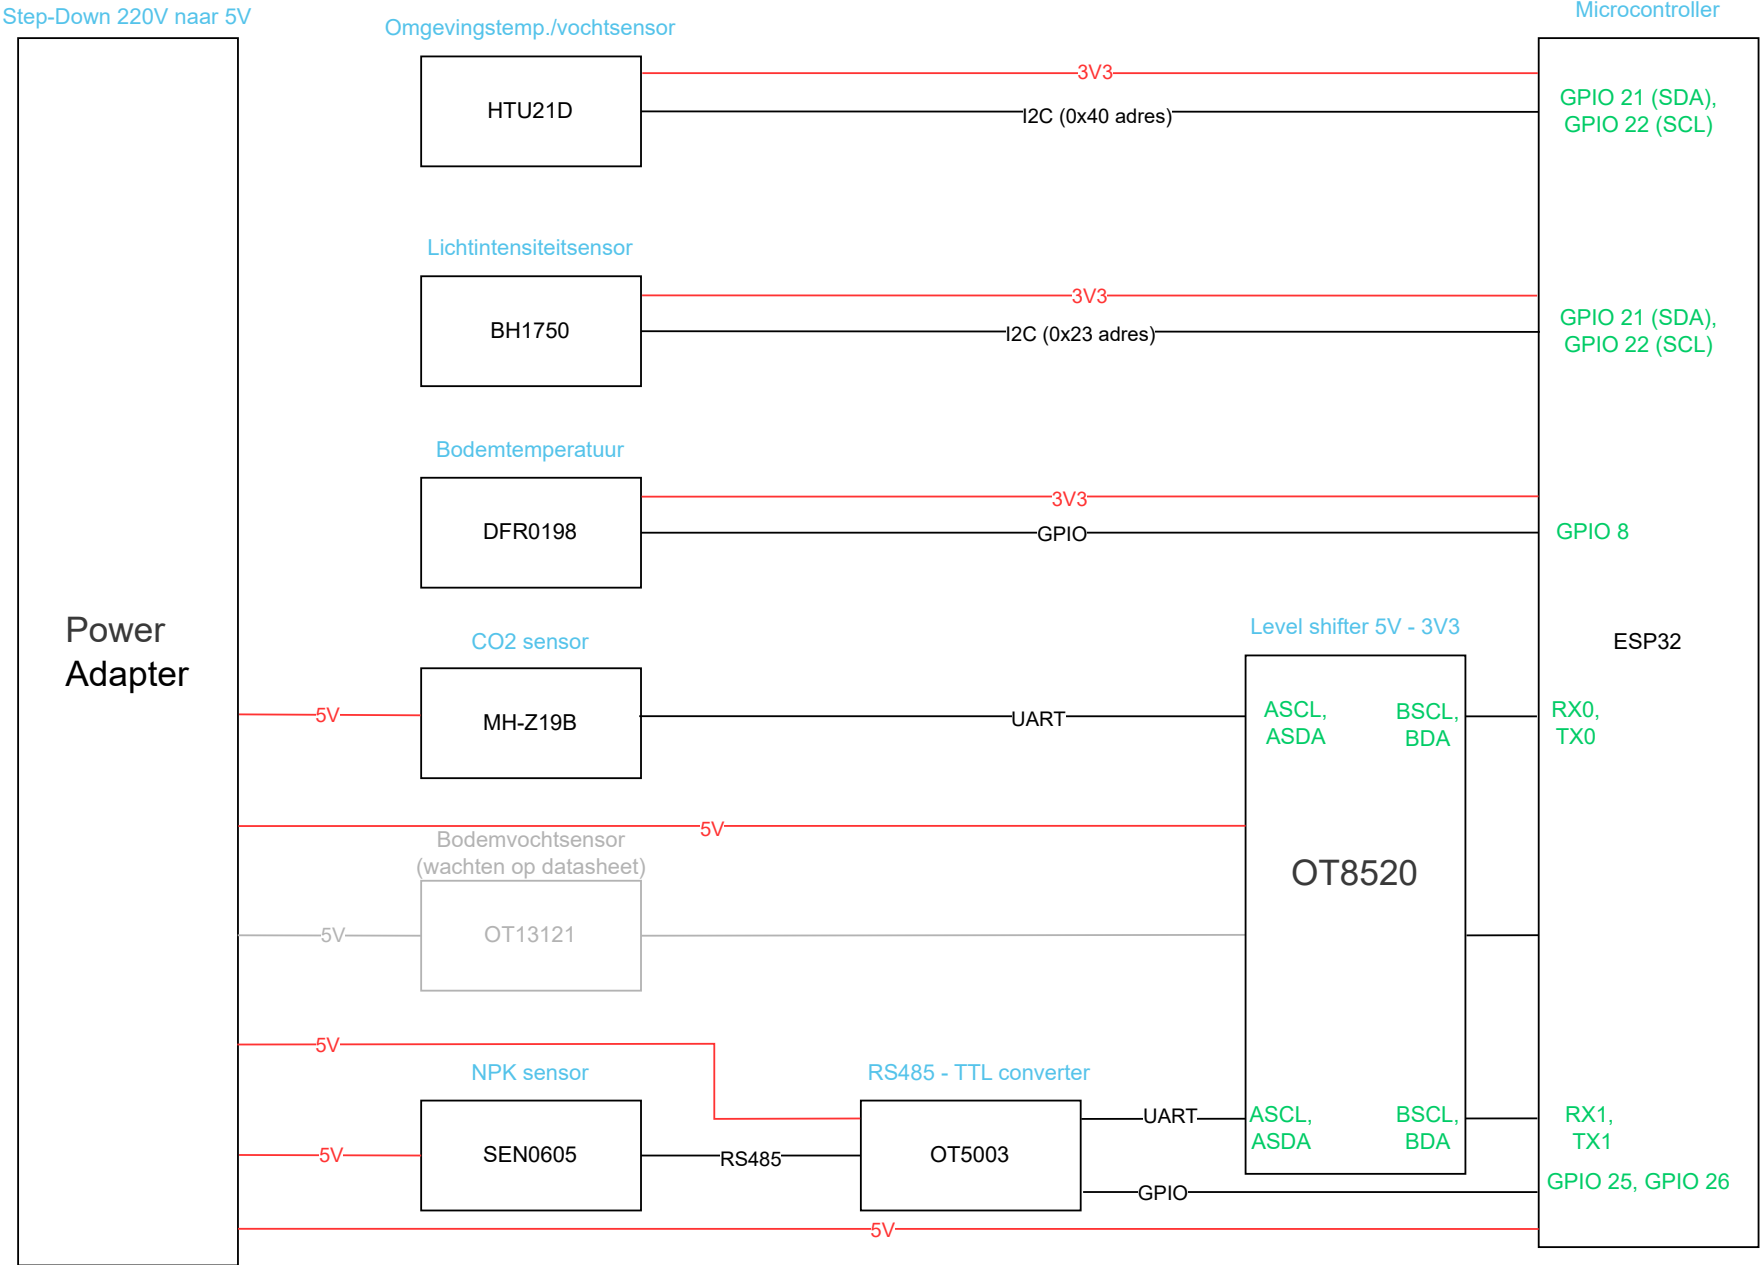 Step-Down 220V naar 5V
Power
Adapter
Omgevingstemp./vochtsensor
HTU21D
3V3
I2C (0x40 adres)
Microcontroller
GPIO 21 (SDA),
GPIO 22 (SCL)
Lichtintensiteitsensor
BH1750
3V3
I2C (0x23 adres)
GPIO 21 (SDA),
GPIO 22 (SCL)
Bodemtemperatuur
DFR0198
3V3
GPIO
GPIO 8
ESP32
CO2 sensor
5V
MH-Z19B
UART
Level shifter 5V - 3V3
ASCL,
ASDA
BSCL,
BDA
RX0,
TX0
5V
OT8520
Bodemvochtsensor
(wachten op datasheet)
5V
OT13121
5V
NPK sensor
5V
SEN0605
RS485
RS485 - TTL converter
OT5003
UART
ASCL,
ASDA
BSCL,
BDA
RX1,
TX1
GPIO
GPIO 25, GPIO 26
5V